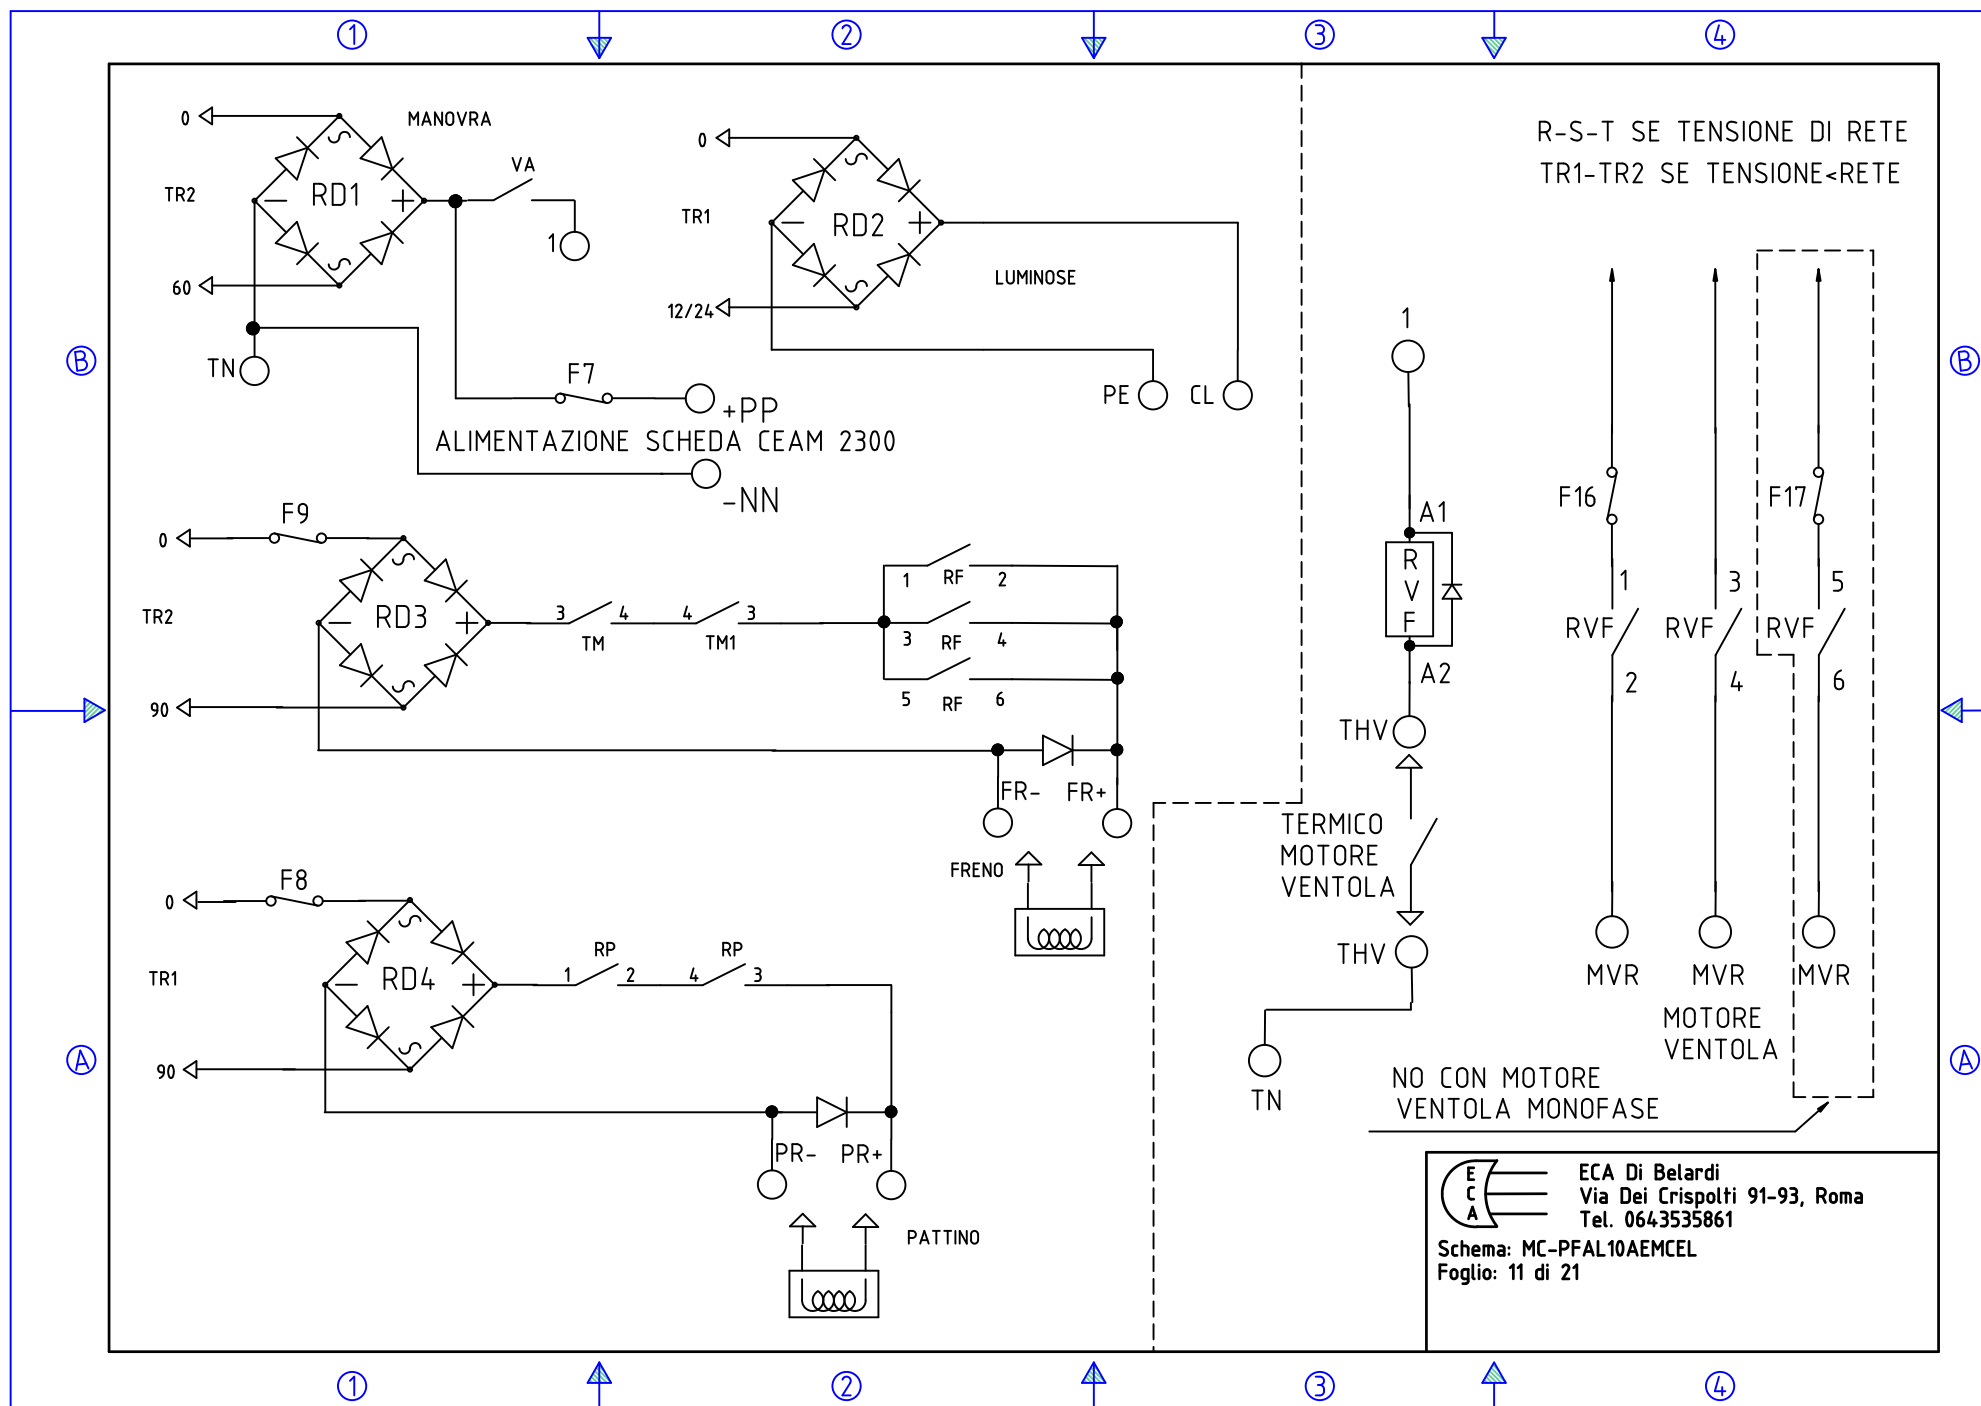 1
2
3
4
0
MANOVRA
TR2
RD1
VA
1
60
TN
0
TR1
RD2
LUMINOSE
12/24
PE
CL
F7
+PP
ALIMENTAZIONE SCHEDA CEAM 2300
-NN
B
B
F9
0
TR2
RD3
90
3
4
TM
4
3
TM1
1
RF
2
3
RF
4
5
RF
6
FR-
FR+
FRENO
F8
0
TR1
RD4
90
1
RP
2
4
RP
3
PR-
PR+
PATTINO
R-S-T SE TENSIONE DI RETE
TR1-TR2 SE TENSIONE<RETE
1
A1
R
V
F
A2
THV
TERMICO
MOTORE
VENTOLA
THV
TN
F16
F17
1
3
5
RVF
RVF
RVF
2
4
6
MVR
MVR
MVR
MOTORE
VENTOLA
NO CON MOTORE
VENTOLA MONOFASE
A
A
E
C
A
ECA Di Belardi
Via Dei Crispolti 91-93, Roma
Tel. 0643535861
Schema: MC-PFAL10AEMCEL
Foglio: 11 di 21
1
2
3
4